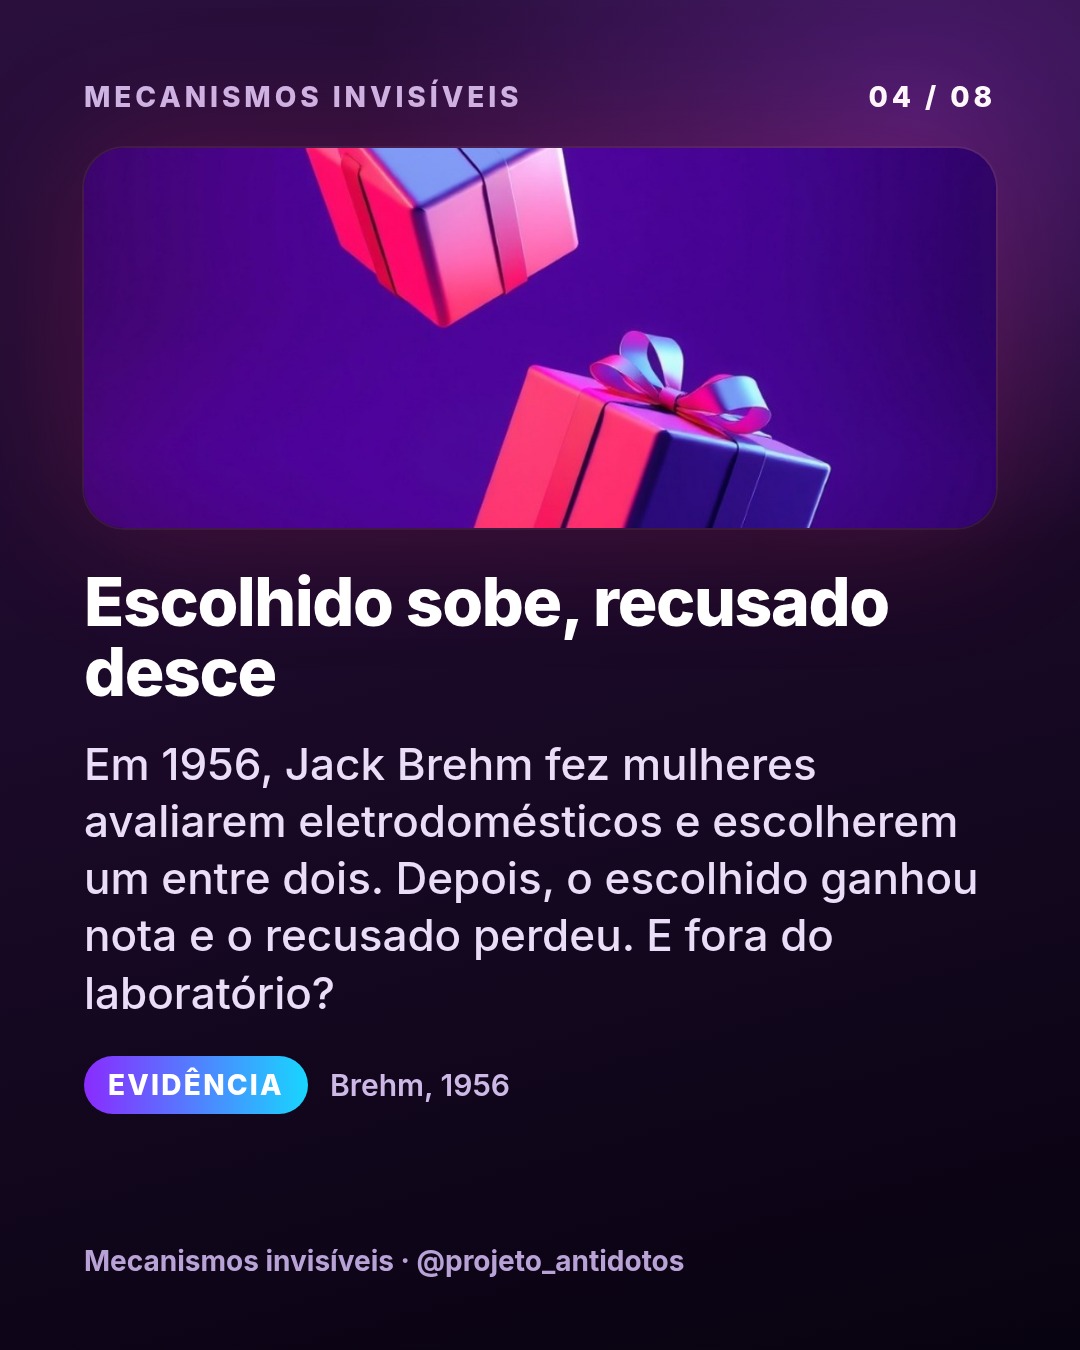 MECANISMOS INVISÍVEIS
04 / 08
Escolhido sobe, recusado
desce
Em 1956, Jack Brehm fez mulheres
avaliarem eletrodomésticos e escolherem
um entre dois. Depois, o escolhido ganhou
nota e o recusado perdeu. E fora do
laboratório?
EVIDÊNCIA
Brehm, 1956
Mecanismos invisíveis · @projeto_antidotos